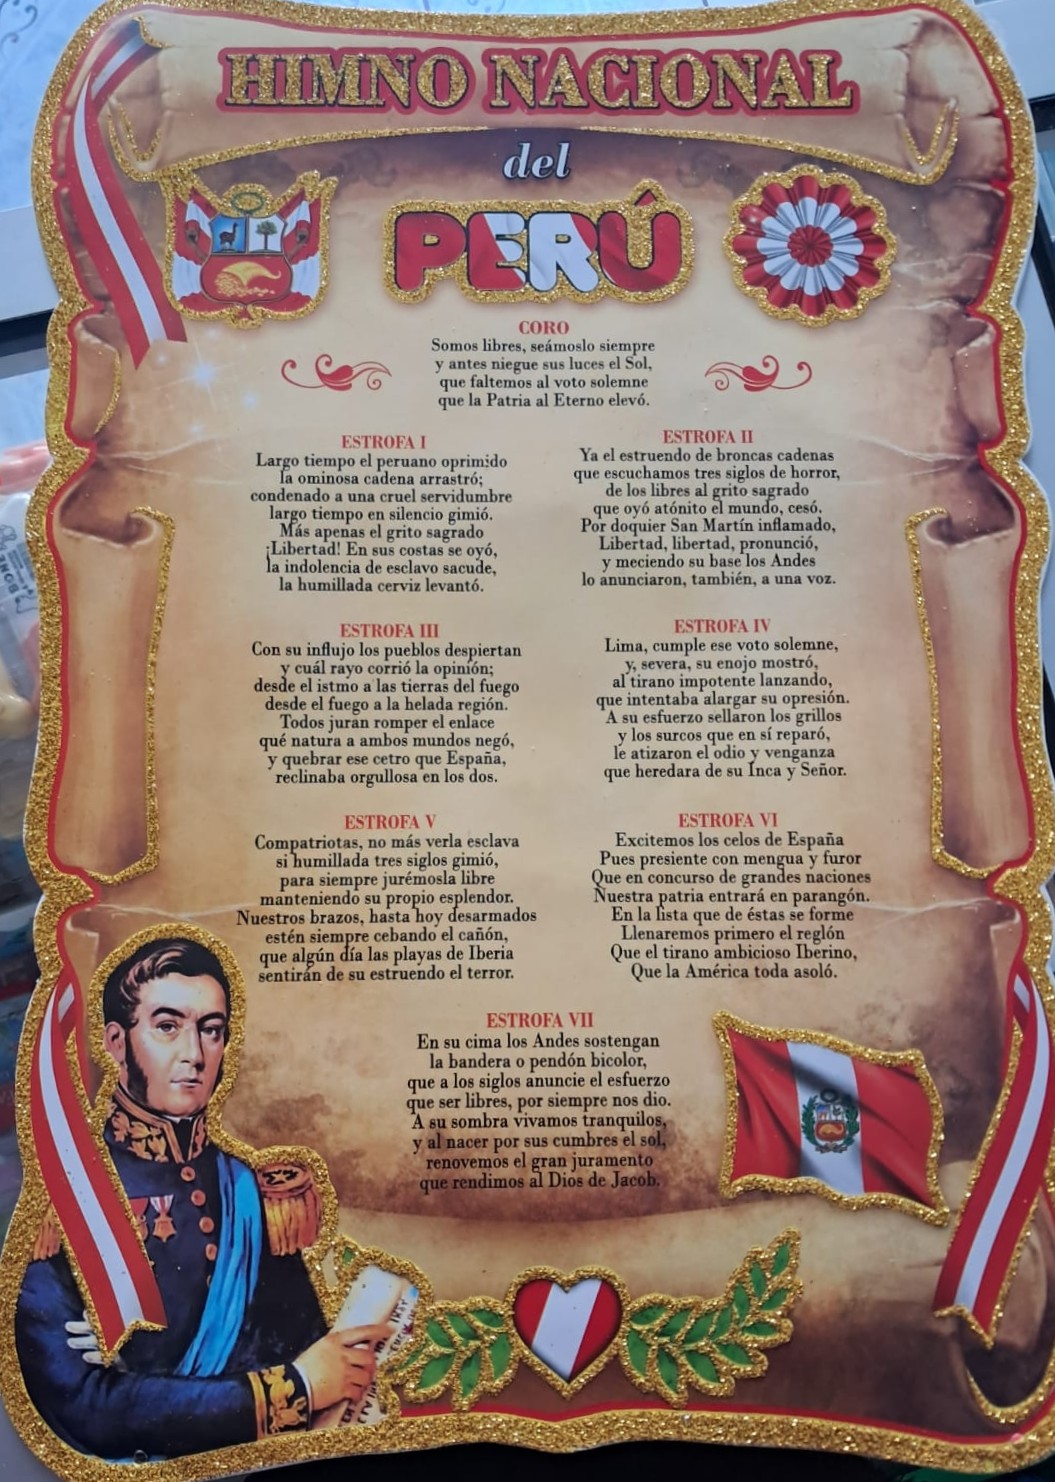 HIMNO NACIONAL
del
PERÚ
CORO
Somos libres, seámoslo siempre
y antes niegue sus luces el Sol,
que faltemos al voto solemne
que la Patria al Eterno elevó.
ESTROFA I
Largo tiempo el peruano oprimido
la ominosa cadena arrastró;
condenado a una cruel servidumbre
largo tiempo en silencio gimió.
Más apenas el grito sagrado
¡Libertad! En sus costas se oyó,
la indolencia de esclavo sacude,
la humillada cerviz levantó.
ESTROFA II
Ya el estruendo de broncas cadenas
que escuchamos tres siglos de horror,
de los libres al grito sagrado
que oyó atónito el mundo, cesó.
Por doquier San Martín inflamado,
Libertad, libertad, pronunció,
y meciendo su base los Andes
lo anunciaron, también, a una voz.
ESTROFA III
Con su influjo los pueblos despiertan
y cuál rayo corrió la opinión;
desde el istmo a las tierras del fuego
desde el fuego a la helada región.
Todos juran romper el enlace
qué natura a ambos mundos negó,
y quebrar ese cetro que España,
reclinaba orgullosa en los dos.
ESTROFA IV
Lima, cumple ese voto solemne,
y, severa, su enojo mostró,
al tirano impotente lanzando,
que intentaba alargar su opresión.
A su esfuerzo sellaron los grillos
y los surcos que en sí reparó,
le atizaron el odio y venganza
que heredara de su Inca y Señor.
ESTROFA V
Compatriotas, no más verla esclava
si humillada tres siglos gimió,
para siempre jurémosla libre
manteniendo su propio esplendor.
Nuestros brazos, hasta hoy desarmados
estén siempre cebando el cañón,
que algún día las playas de Iberia
sentirán de su estruendo el terror.
ESTROFA VI
Excitemos los celos de España
Pues presiente con mengua y furor
Que en concurso de grandes naciones
Nuestra patria entrará en parangón.
En la lista que de éstas se forme
Llenaremos primero el reglón
Que el tirano ambicioso Iberino,
Que la América toda asoló.
ESTROFA VII
En su cima los Andes sostengan
la bandera o pendón bicolor,
que a los siglos anuncie el esfuerzo
que ser libres, por siempre nos dio.
A su sombra vivamos tranquilos,
y al nacer por sus cumbres el sol,
renovemos el gran juramento
que rendimos al Dios de Jacob.